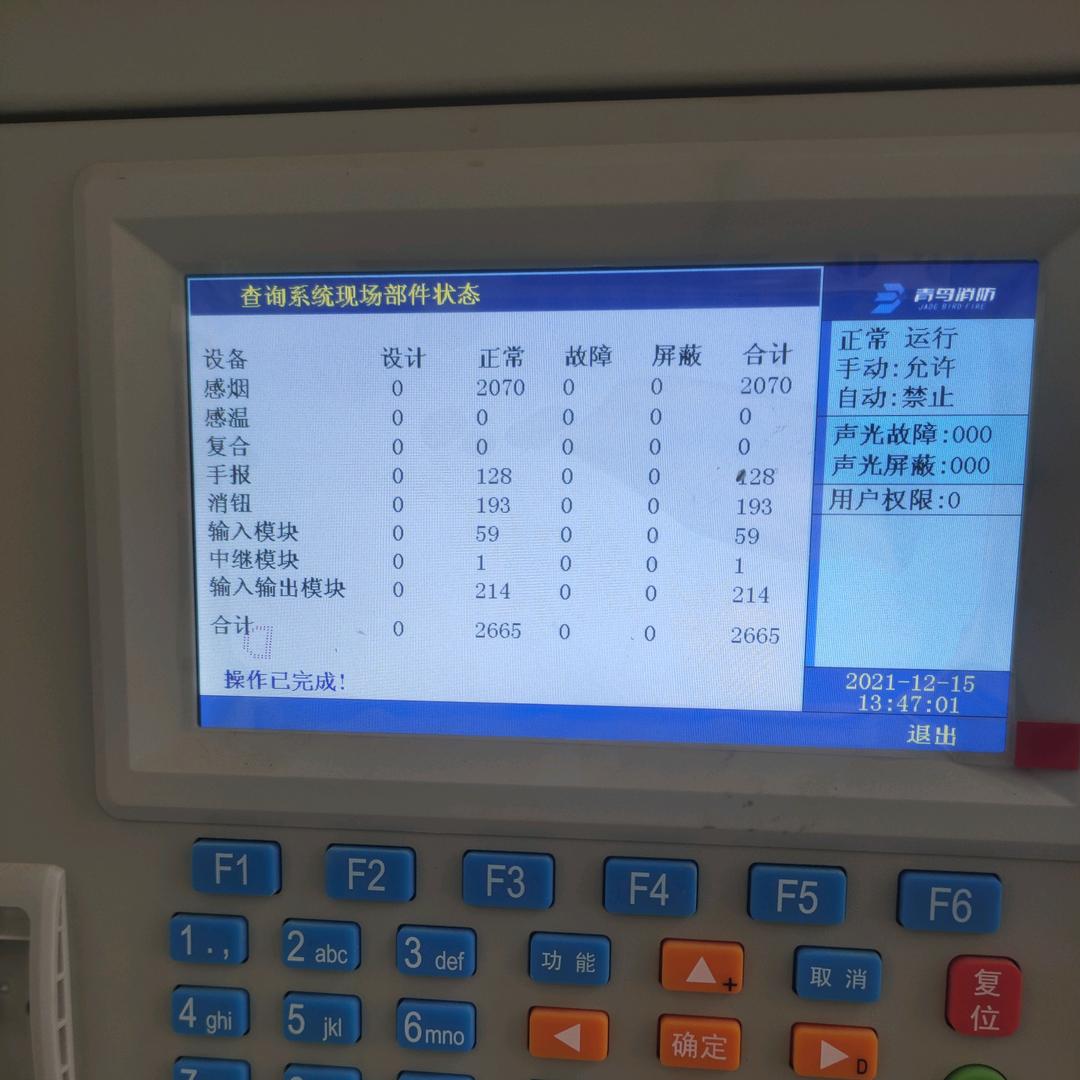 查询系统现场部件状态
青鸟消防
JADE BIRD FIRE
设备 设计 正常 故障 屏蔽 合计
感烟 0 2070 0 0 2070
感温 0 0 0 0 0
复合 0 0 0 0 0
手报 0 128 0 0 128
消钮 0 193 0 0 193
输入模块 0 59 0 0 59
中继模块 0 1 0 0 1
输入输出模块 0 214 0 0 214
合计 0 2665 0 0 2665
操作已完成!
正常 运行
手动:允许
自动:禁止
声光故障:000
声光屏蔽:000
用户权限:0
2021-12-15
13:47:01
退出
F1 F2 F3 F4 F5 F6
1 . , 2 abc 3 def 功能 + 取消 复位
4 ghi 5 jkl 6 mno 确定 D